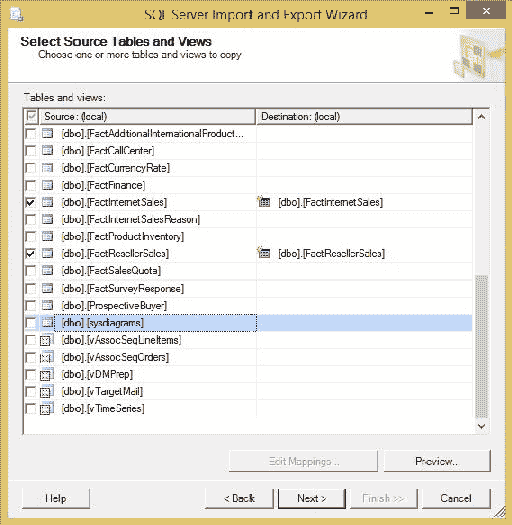 SQL Server Import and Export Wizard
Select Source Tables and Views
Choose one or more tables and views to copy
Tables and views:
Source: (local) Destination: (local)
[dbo].[FactAdditionalInternationalProduct...
[dbo].[FactCallCenter]
[dbo].[FactCurrencyRate]
[dbo].[FactFinance]
[dbo].[FactInternetSales] [dbo].[FactInternetSales]
[dbo].[FactInternetSalesReason]
[dbo].[FactProductInventory]
[dbo].[FactResellerSales] [dbo].[FactResellerSales]
[dbo].[FactSalesQuota]
[dbo].[FactSurveyResponse]
[dbo].[ProspectiveBuyer]
[dbo].[sysdiagrams]
[dbo].[vAssocSeqLineItems]
[dbo].[vAssocSeqOrders]
[dbo].[vDMPrep]
[dbo].[vTargetMail]
[dbo].[vTimeSeries]
Edit Mappings... Preview...
Help < Back Next > Finish >> Cancel